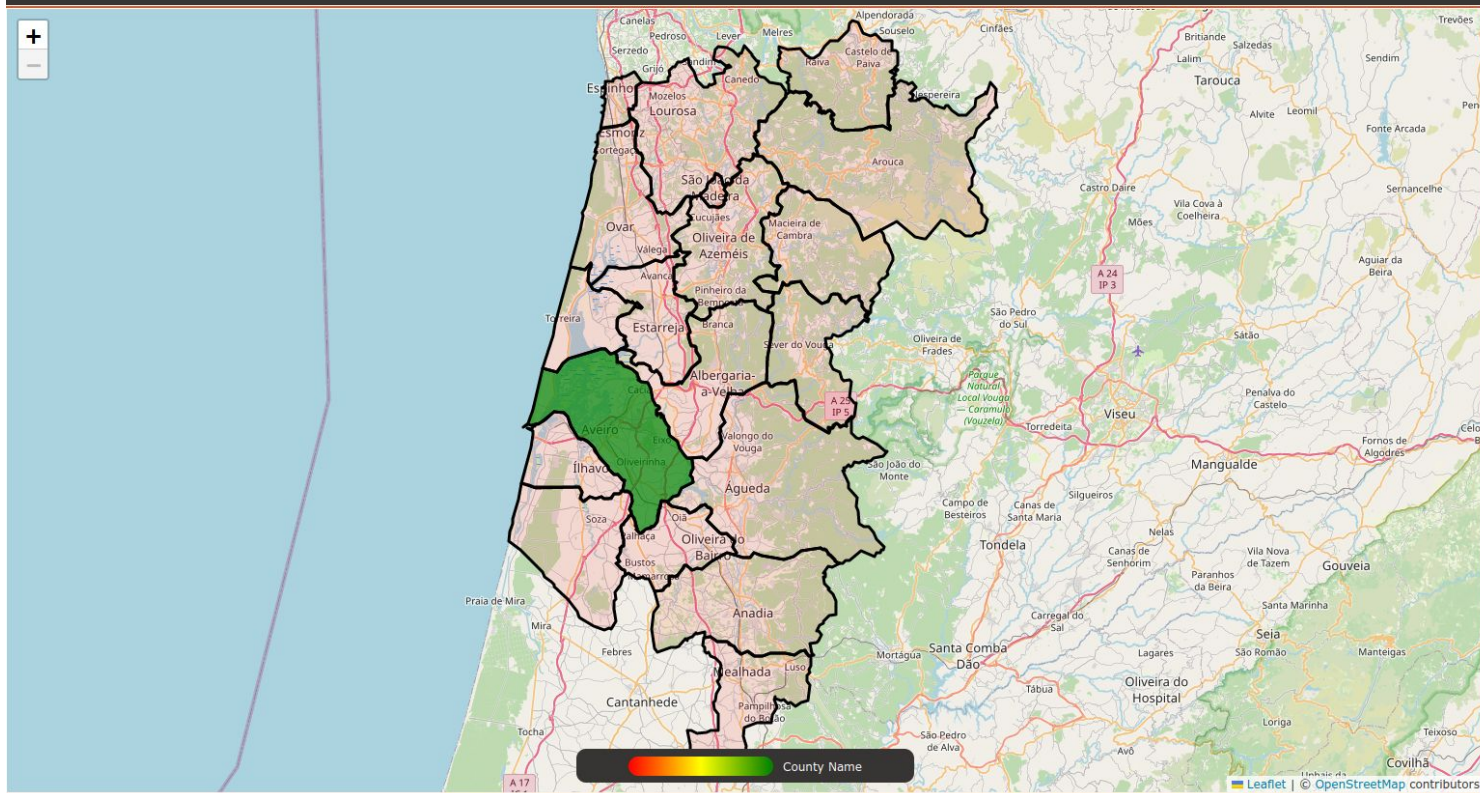 +
−
Canelas
Pedroso
Lever
Melres
Alpendorada
Souselo
Cinfães
Trevões
Serzedo
Grijó
Sandim
Canedo
Raiva
Castelo de
Paiva
Britiande
Lalim
Salzedas
Sendim
Tarouca
Espinho
Mozelos
Lourosa
Nespereira
Alvite
Leomil
Fonte Arcada
Esmoriz
Cortegaça
Arouca
São João da
Madeira
Castro Daire
Sernancelhe
Cucujães
Vila Cova à
Coelheira
Mões
Ovar
Oliveira de
Azeméis
Macieira de
Cambra
Válega
Aguiar da
Beira
Avanca
A 24
IP 3
Pinheiro da
Bemposta
Torreira
Estarreja
Branca
São Pedro
do Sul
Sever do Vouga
Oliveira de
Frades
Sátão
Parque
Natural
Local Vouga
— Caramulo
(Vouzela)
Albergaria-
a-Velha
Cacia
A 25
IP 5
Penalva do
Castelo
Viseu
Aveiro
Eixo
Valongo do
Vouga
Torredeita
Fornos de
Algodres
Oliveirinha
Ílhavo
São João do
Monte
Mangualde
Águeda
Campo de
Besteiros
Canas de
Santa Maria
Silgueiros
Soza
Oiã
Palhaça
Oliveira do
Bairro
Tondela
Nelas
Canas de
Senhorim
Vila Nova
de Tazem
Gouveia
Bustos
Mamarrosa
Paranhos
da Beira
Praia de Mira
Anadia
Carregal do
Sal
Santa Marinha
Mira
Seia
Febres
Mortágua
Santa Comba
Dão
Lagares
São Romão
Manteigas
Mealhada
Luso
Oliveira do
Hospital
Tábua
Cantanhede
Pampilhosa
do Botão
Loriga
Tocha
São Pedro
de Alva
Avô
Teixoso
Covilhã
A 17
County Name
Leaflet | © OpenStreetMap contributors